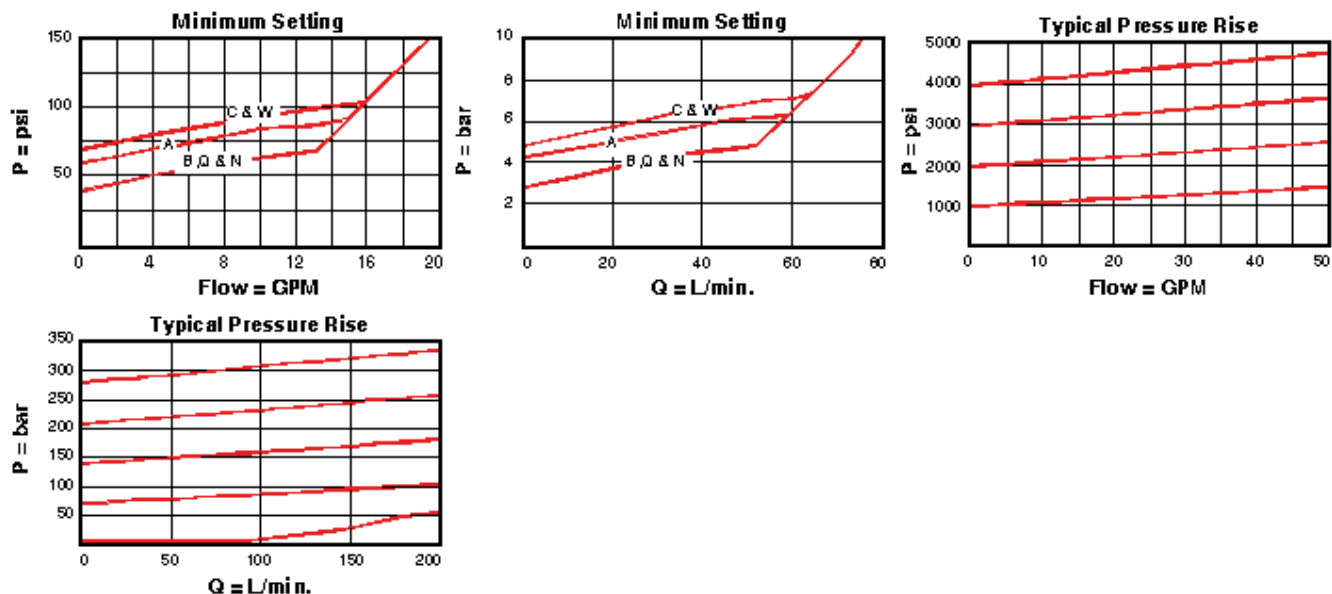 Minimum Setting
150
100
50
P = psi
C & W
A
B,Q & N
0 4 8 12 16 20
Flow = GPM
Minimum Setting
10
8
6
4
2
P = bar
C & W
A
B,Q & N
0 20 40 60 80
Q = L/min.
Typical Pressure Rise
5000
4000
3000
2000
1000
P = psi
0 10 20 30 40 50
Flow = GPM
Typical Pressure Rise
350
300
250
200
150
100
50
P = bar
0 50 100 150 200
Q = L/min.